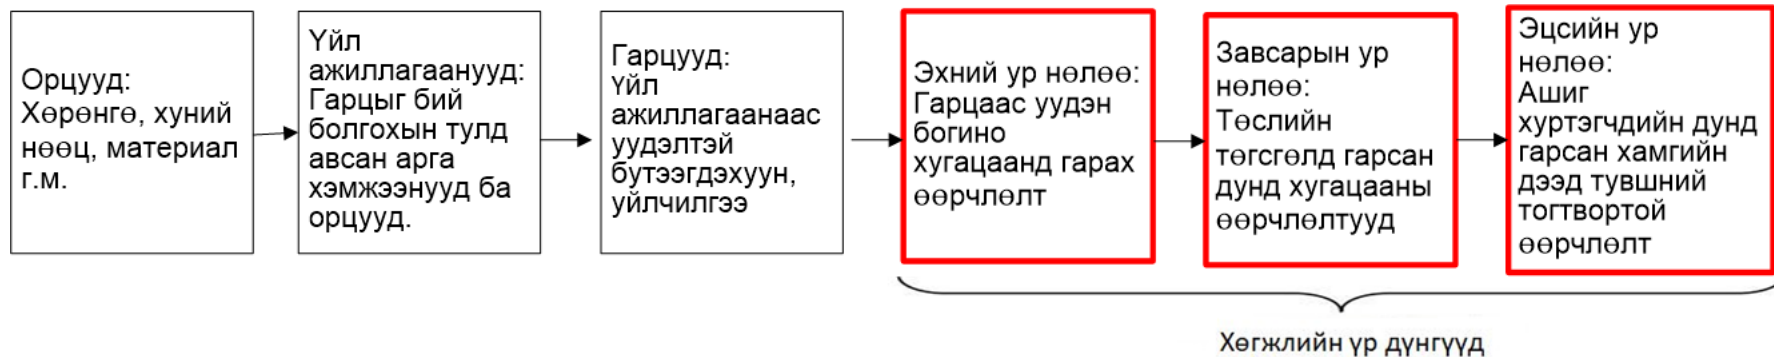 Орцууд:
Хөрөнгө, хуний
нөөц, материал
г.м.
Үйл
ажиллагаанууд:
Гарцыг бий
болгохын тулд
авсан арга
хэмжээнууд ба
орцууд.
Гарцууд:
Үйл
ажиллагаанаас
уудэлтэй
бутээгдэхуун,
уйлчилгээ
Эхний ур нөлөө:
Гарцаас уудэн
богино
хугацаанд гарах
өөрчлөлт
Завсарын ур
нөлөө:
Төслийн
төгсгөлд гарсан
дунд хугацааны
өөрчлөлтууд
Эцсийн ур
нөлөө:
Ашиг
хуртэгчдийн дунд
гарсан хамгийн
дээд тувшний
тогтвортой
өөрчлөлт
Хөгжлийн үр дүнгүүд